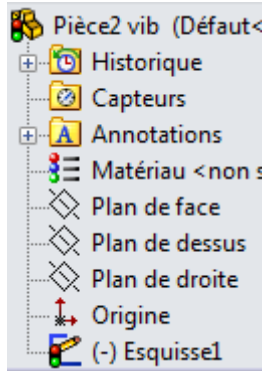 Pièce2 vib (Défaut<
Historique
Capteurs
Annotations
Matériau <non s
Plan de face
Plan de dessus
Plan de droite
Origine
(-) Esquisse1